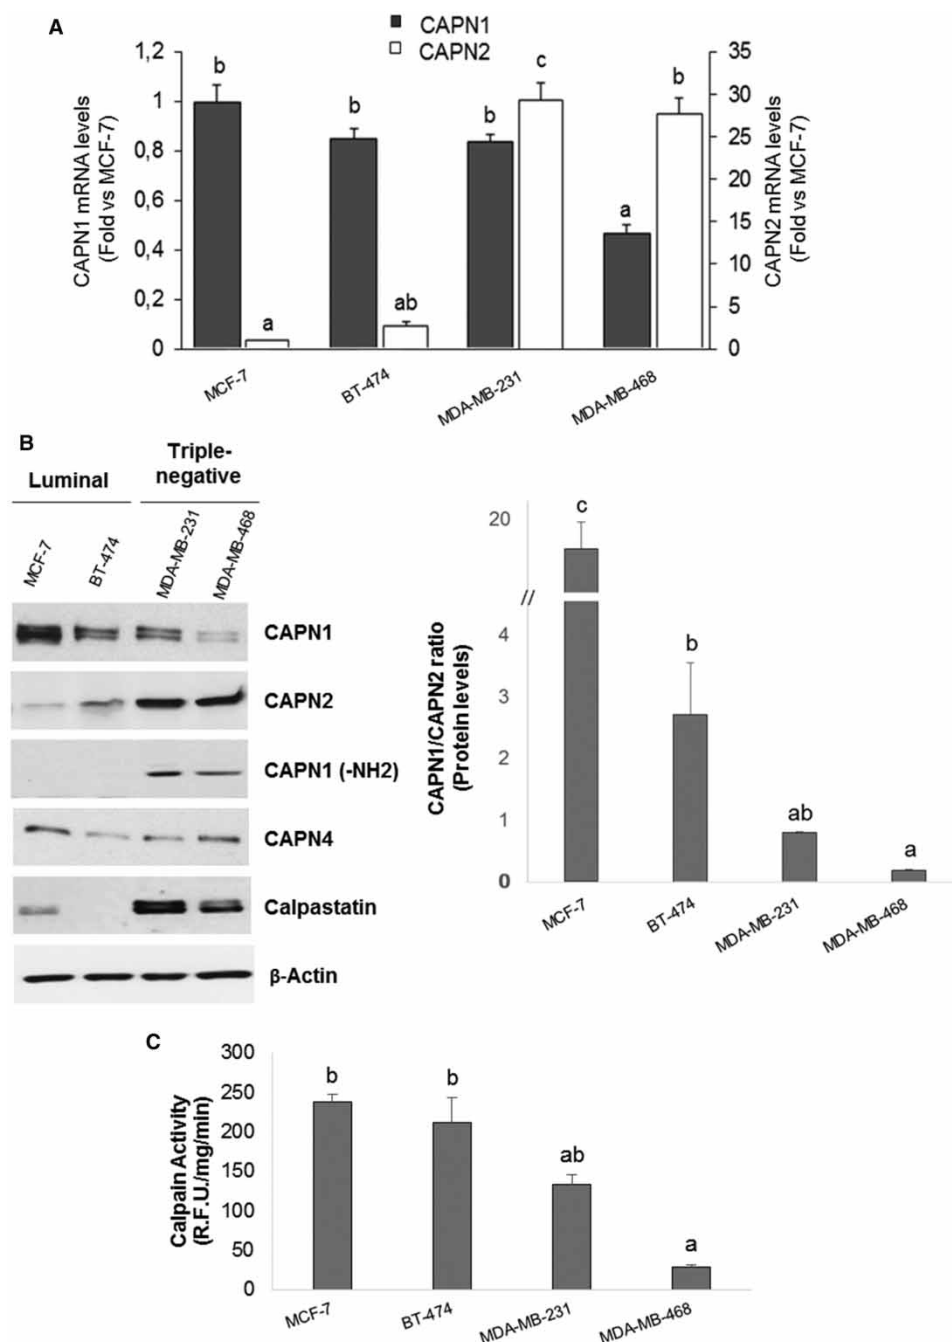 A
CAPN1
CAPN2
CAPN1 mRNA levels
(Fold vs MCF-7)
1,2
1
0,8
0,6
0,4
0,2
0
b
a
b
ab
b
c
a
b
35
30
25
20
15
10
5
0
CAPN2 mRNA levels
(Fold vs MCF-7)
MCF-7
BT-474
MDA-MB-231
MDA-MB-468
B
Luminal
Triple-
negative
MCF-7
BT-474
MDA-MB-231
MDA-MB-468
CAPN1
CAPN2
CAPN1 (-NH2)
CAPN4
Calpastatin
β-Actin
CAPN1/CAPN2 ratio
(Protein levels)
20
//
4
3
2
1
0
c
b
ab
a
MCF-7
BT-474
MDA-MB-231
MDA-MB-468
C
Calpain Activity
(R.F.U./mg/min)
300
250
200
150
100
50
0
b
b
ab
a
MCF-7
BT-474
MDA-MB-231
MDA-MB-468